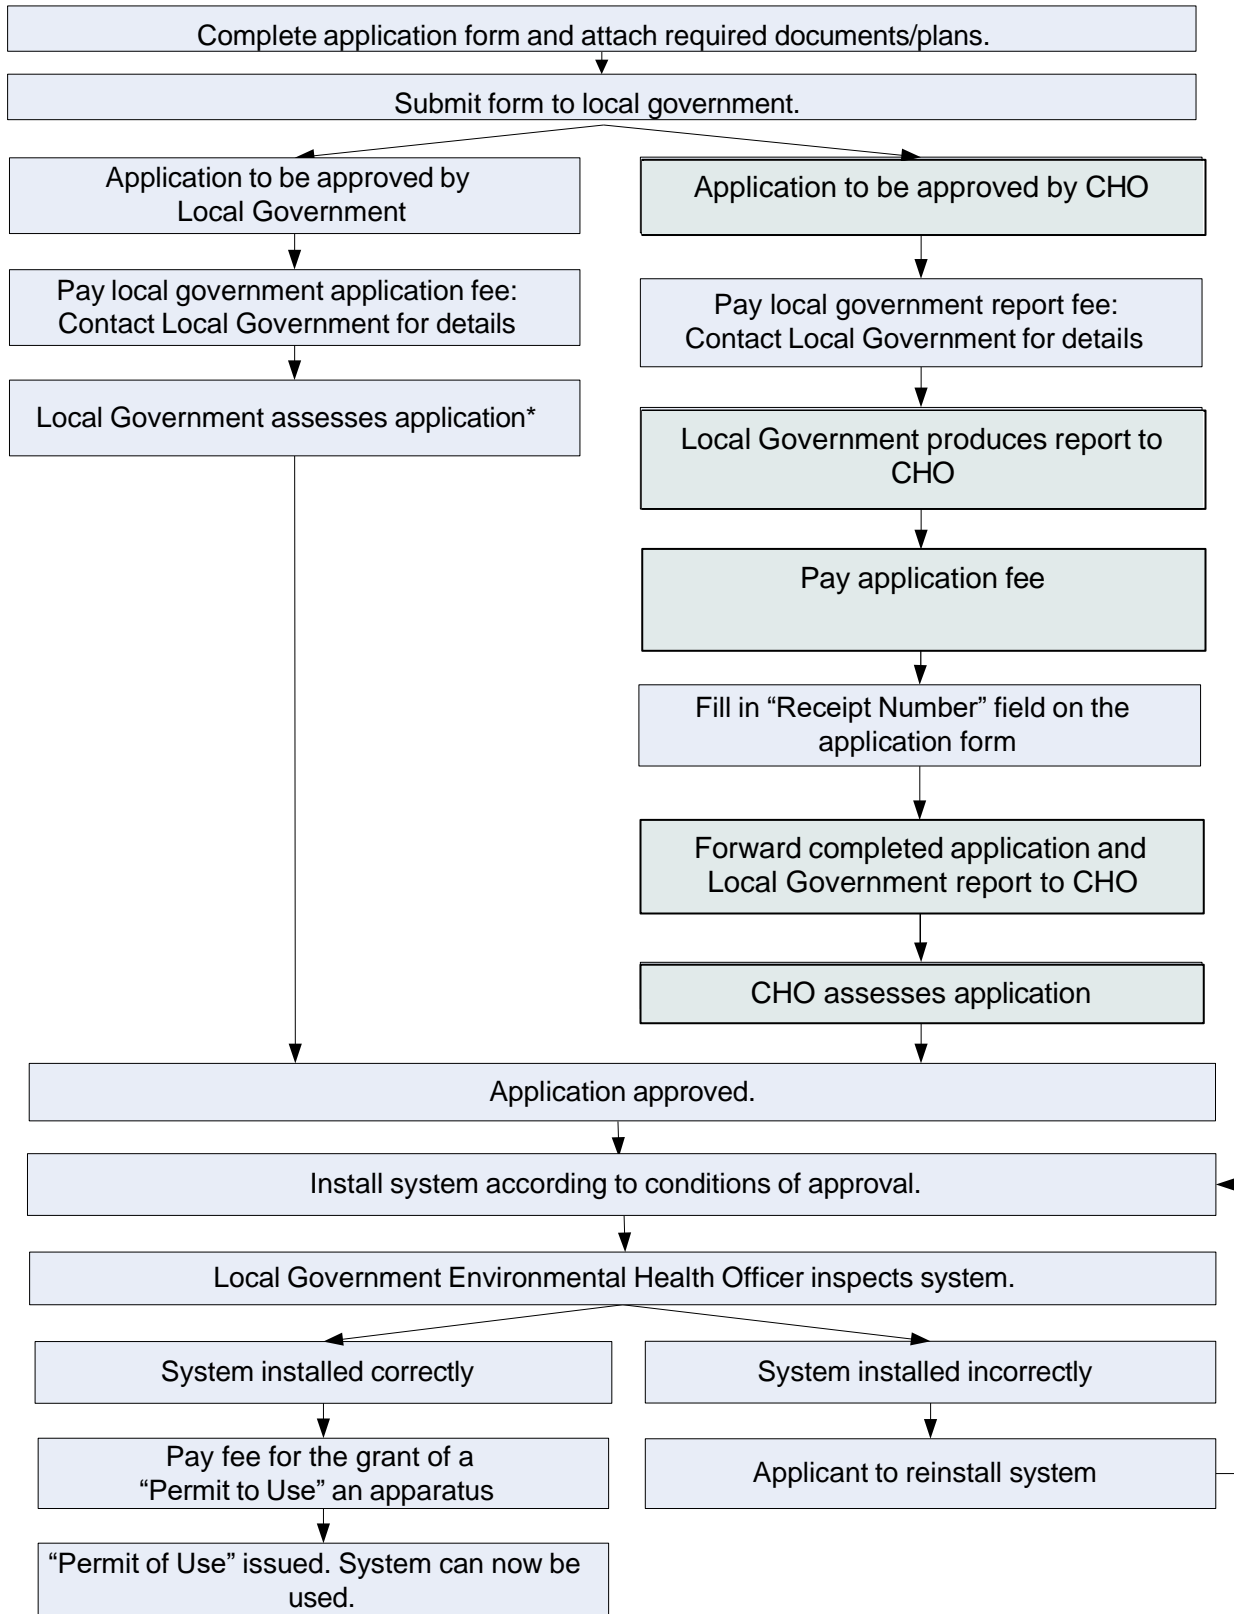 Complete application form and attach required documents/plans.
Submit form to local government.
Application to be approved by
Local Government
Application to be approved by CHO
Pay local government application fee:
Contact Local Government for details
Pay local government report fee:
Contact Local Government for details
Local Government assesses application*
Local Government produces report to
CHO
Pay application fee
Fill in “Receipt Number” field on the
application form
Forward completed application and
Local Government report to CHO
CHO assesses application
Application approved.
Install system according to conditions of approval.
Local Government Environmental Health Officer inspects system.
System installed correctly
System installed incorrectly
Pay fee for the grant of a
“Permit to Use” an apparatus
Applicant to reinstall system
“Permit of Use” issued. System can now be
used.